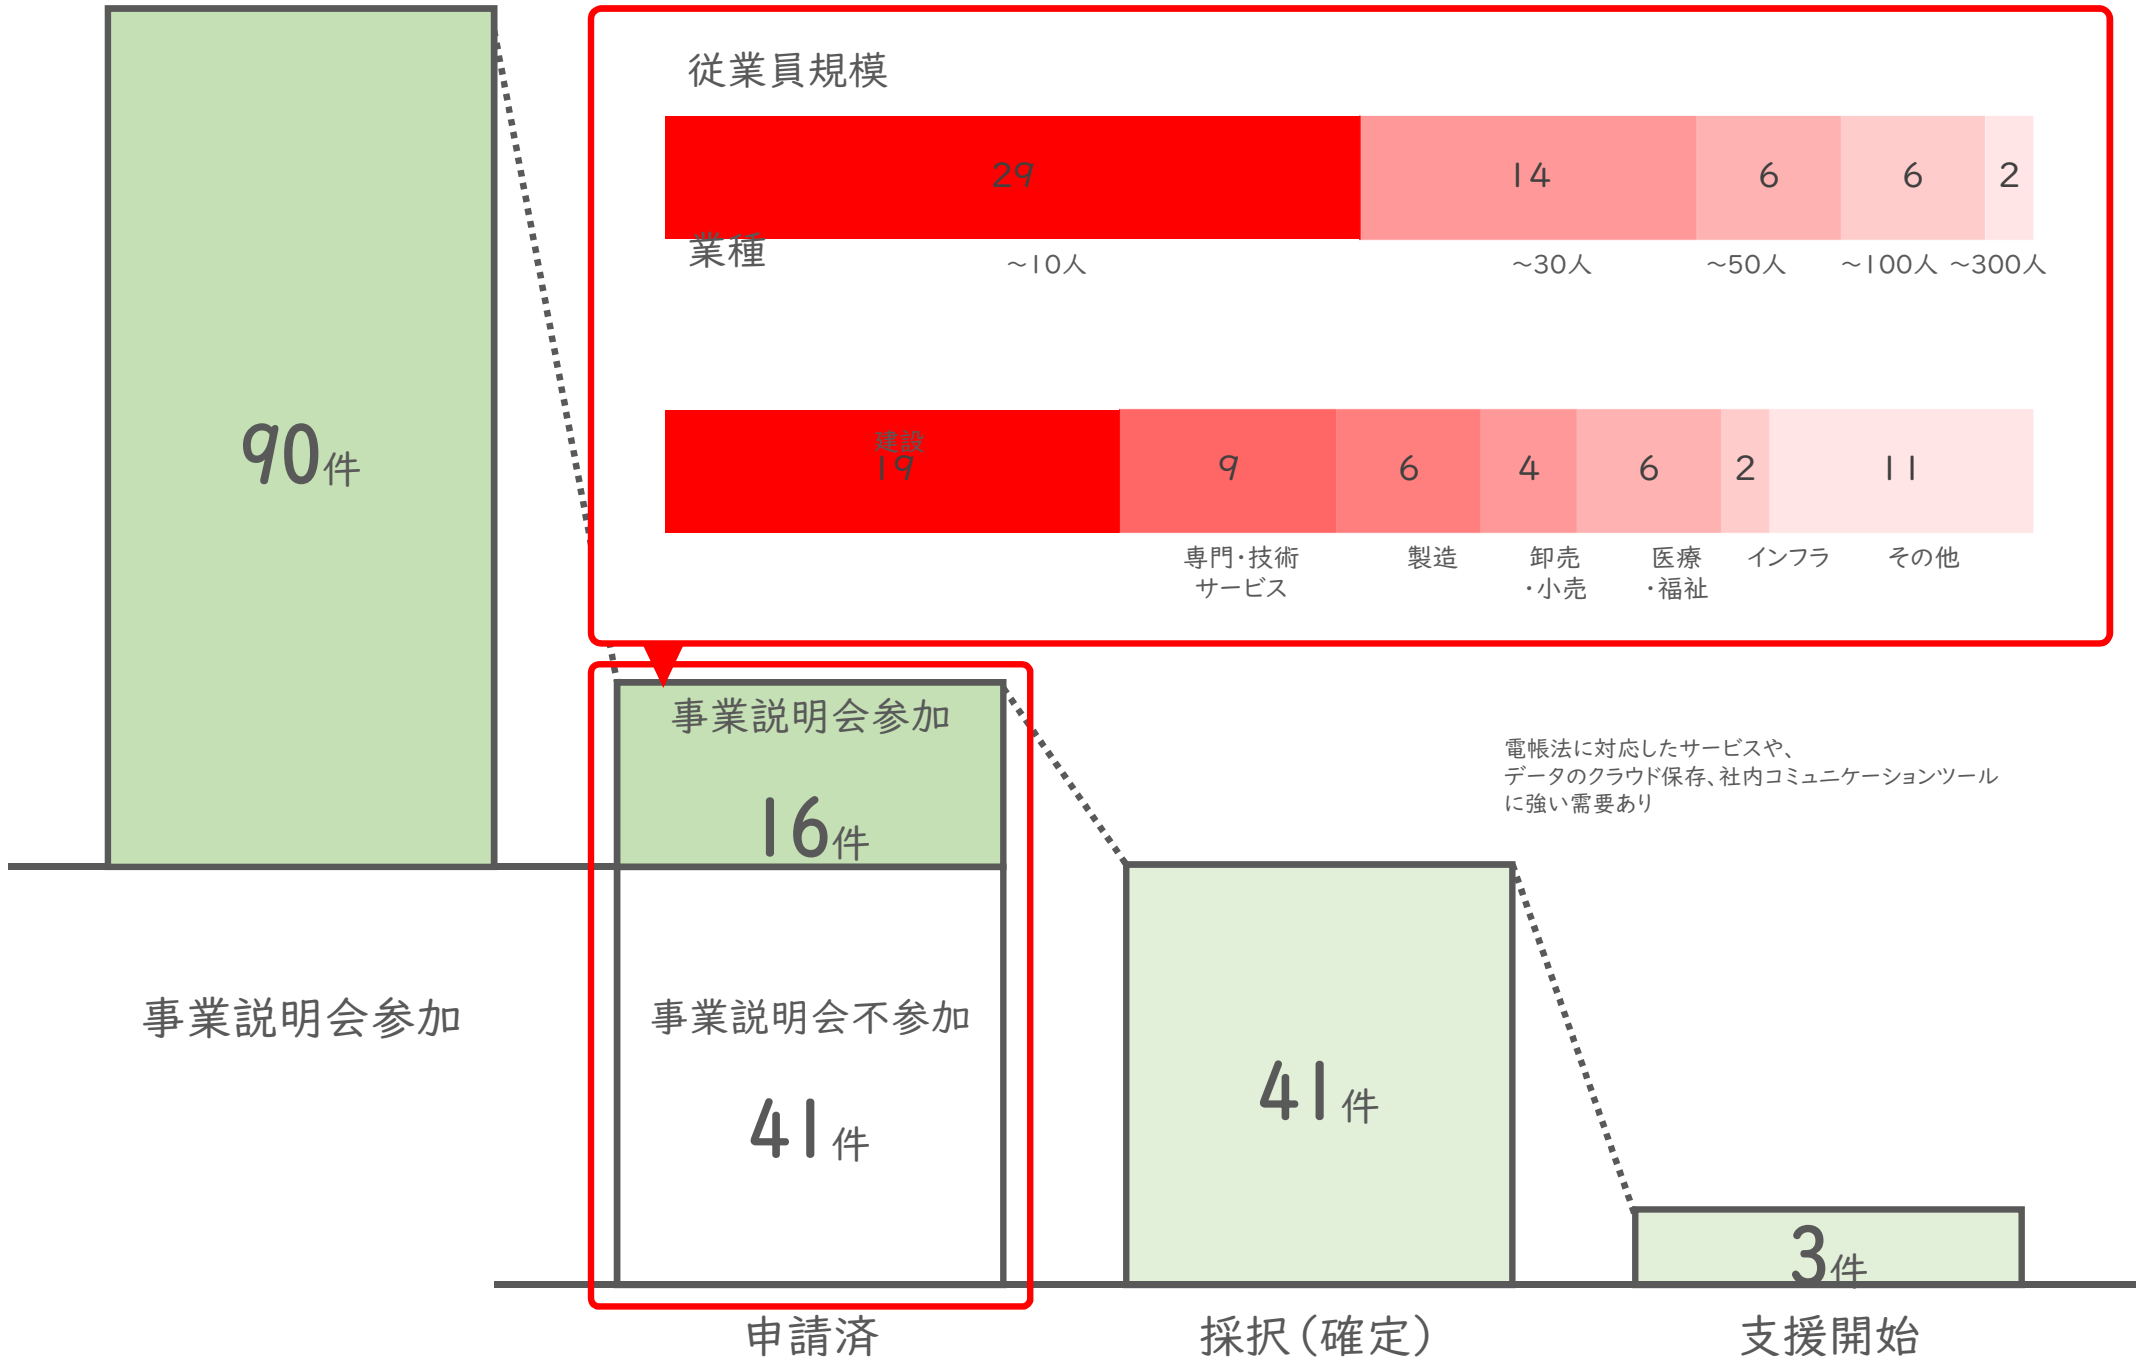 従業員規模
29
14
6
6
2
業種
～10人
～30人
～50人
～100人
～300人
建設
19
9
6
4
6
2
11
専門・技術
サービス
製造
卸売
・小売
医療
・福祉
インフラ
その他
90件
事業説明会参加
事業説明会参加
16件
事業説明会不参加
41件
申請済
電帳法に対応したサービスや、
データのクラウド保存、社内コミュニケーションツール
に強い需要あり
41件
採択（確定）
3件
支援開始